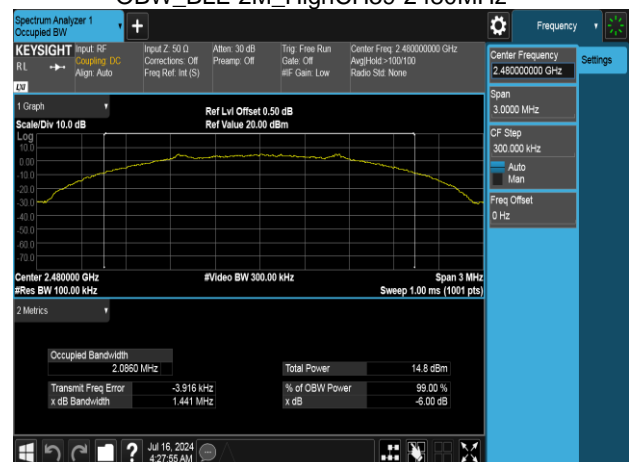 OBW_BLE 2M_HighCH39-2480MHz
Spectrum Analyzer 1
Occupied BW
+
Frequency
KEYSIGHT
RL
LXI
Input: RF
Coupling: DC
Align: Auto
Input Z: 50 Ω
Corrections: Off
Freq Ref: Int (S)
Atten: 30 dB
Preamp: Off
Trig: Free Run
Gate: Off
#IF Gain: Low
Center Freq: 2.480000000 GHz
Avg|Hold:>100/100
Radio Std: None
Center Frequency
2.480000000 GHz
Settings
Span
3.0000 MHz
CF Step
300.000 kHz
Auto
Man
Freq Offset
0 Hz
1 Graph
Scale/Div 10.0 dB
Ref Lvl Offset 0.50 dB
Ref Value 20.00 dBm
Log
10.0
0.00
-10.0
-20.0
-30.0
-40.0
-50.0
-60.0
-70.0
Center 2.480000 GHz
#Res BW 100.00 kHz
#Video BW 300.00 kHz
Span 3 MHz
Sweep 1.00 ms (1001 pts)
2 Metrics
Occupied Bandwidth
2.0860 MHz
Total Power 14.8 dBm
Transmit Freq Error -3.916 kHz
% of OBW Power 99.00 %
x dB Bandwidth 1.441 MHz
x dB -6.00 dB
?
Jul 16, 2024
4:27:55 AM